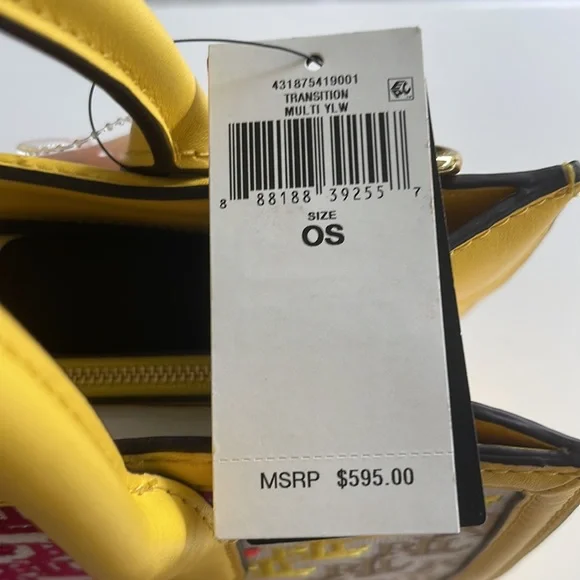 431875419001
TRANSITION
MULTI YLW
8 88188 39255 7
SIZE
OS
MSRP $595.00